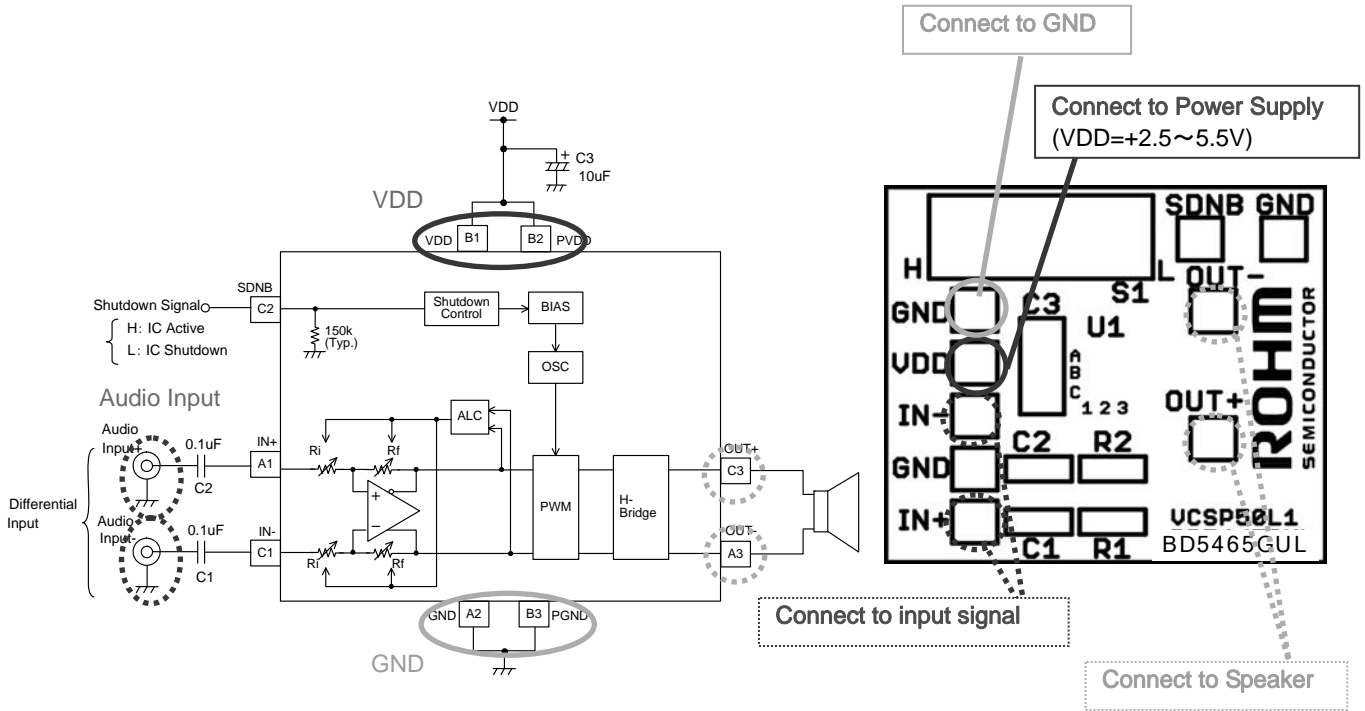 Connect to GND
Connect to Power Supply
(VDD=+2.5～5.5V)
VDD
+
C3
10uF
VDD
VDD B1 B2 PVDD
SDNB
Shutdown Signal C2
H: IC Active
L: IC Shutdown
150k
(Typ.)
Shutdown
Control
BIAS
OSC
Audio Input
Audio
Input+
0.1uF
C2
IN+
A1
Ri
Rf
ALC
+
−
Differential
Input
Audio
Input-
0.1uF
C1
IN-
C1
Ri
Rf
PWM
H-
Bridge
OUT+
C3
OUT-
A3
GND A2 B3 PGND
GND
SDNB GND
H L
S1
OUT-
GND
C3
U1
VDD
A
B
C
1 2 3
IN-
OUT+
C2 R2
GND
IN+
C1 R1
ROHM
SEMICONDUCTOR
VCSP50L1
BD5465GUL
Connect to input signal
Connect to Speaker